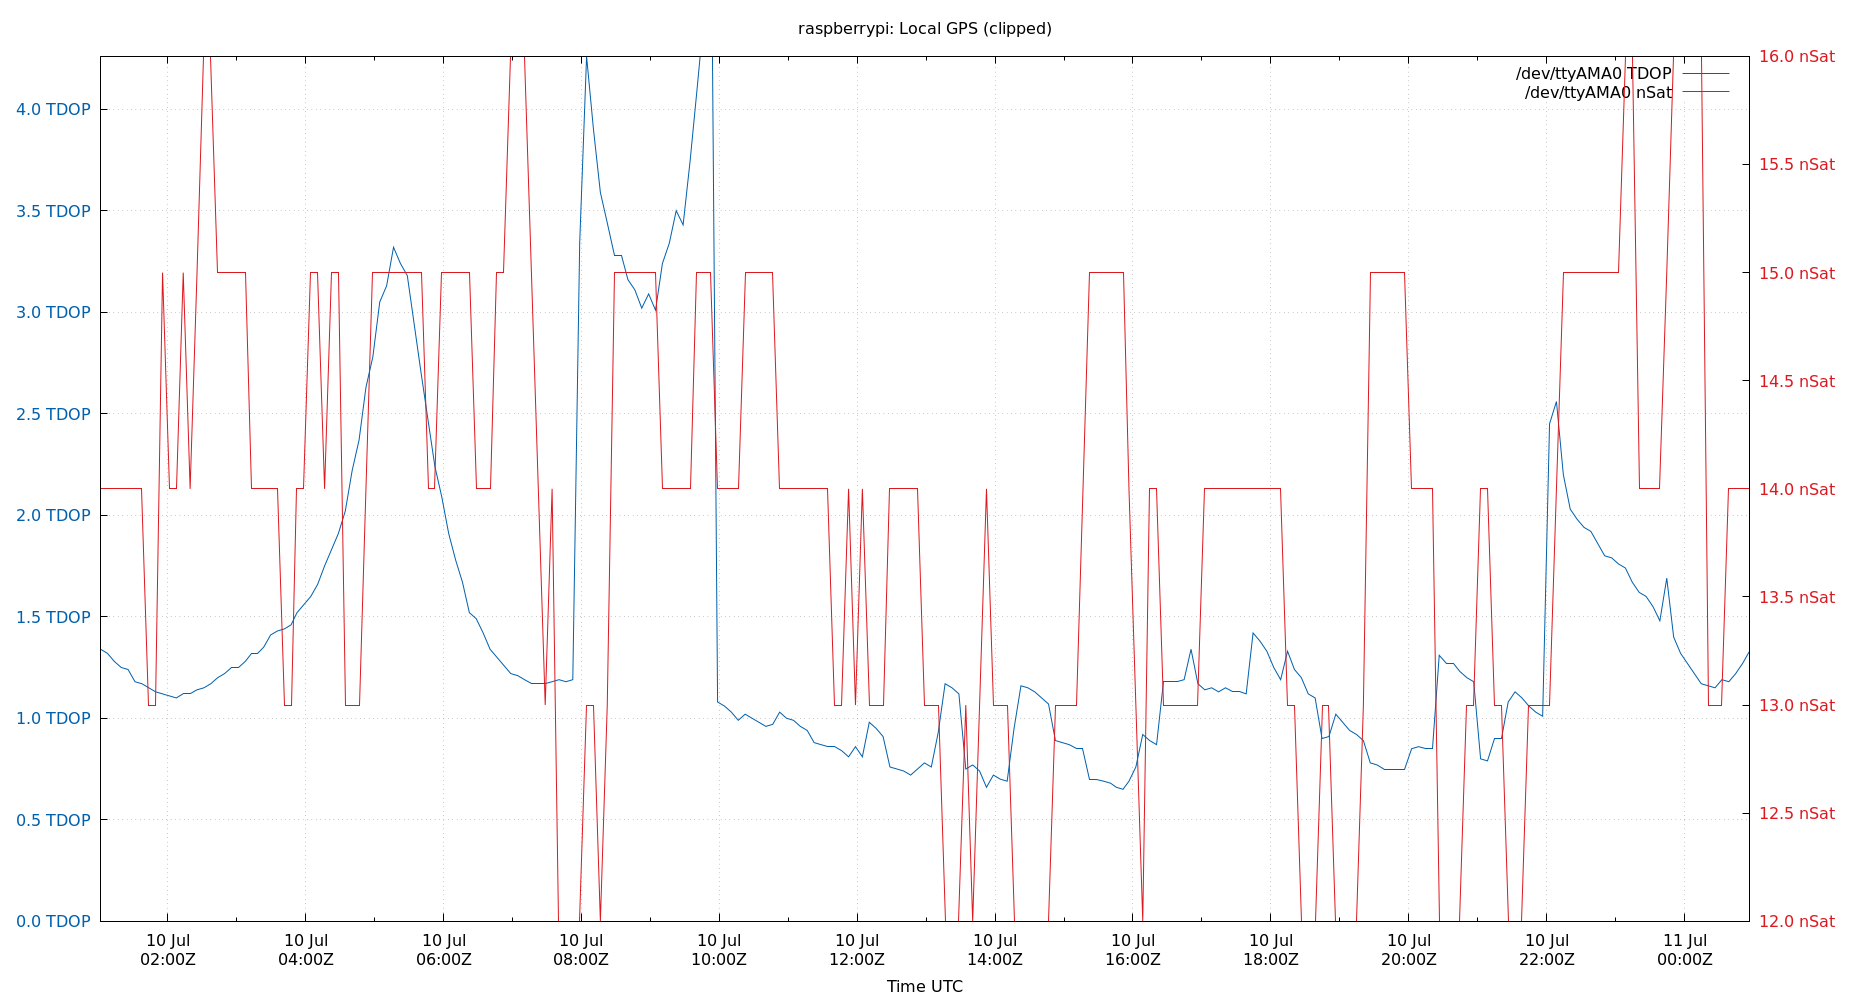 raspberrypi: Local GPS (clipped)
/dev/ttyAMA0 TDOP
/dev/ttyAMA0 nSat
4.0 TDOP
3.5 TDOP
3.0 TDOP
2.5 TDOP
2.0 TDOP
1.5 TDOP
1.0 TDOP
0.5 TDOP
0.0 TDOP
16.0 nSat
15.5 nSat
15.0 nSat
14.5 nSat
14.0 nSat
13.5 nSat
13.0 nSat
12.5 nSat
12.0 nSat
10 Jul 10 Jul 10 Jul 10 Jul 10 Jul 10 Jul 10 Jul 10 Jul 10 Jul 10 Jul 10 Jul 11 Jul
02:00Z 04:00Z 06:00Z 08:00Z 10:00Z 12:00Z 14:00Z 16:00Z 18:00Z 20:00Z 22:00Z 00:00Z
Time UTC